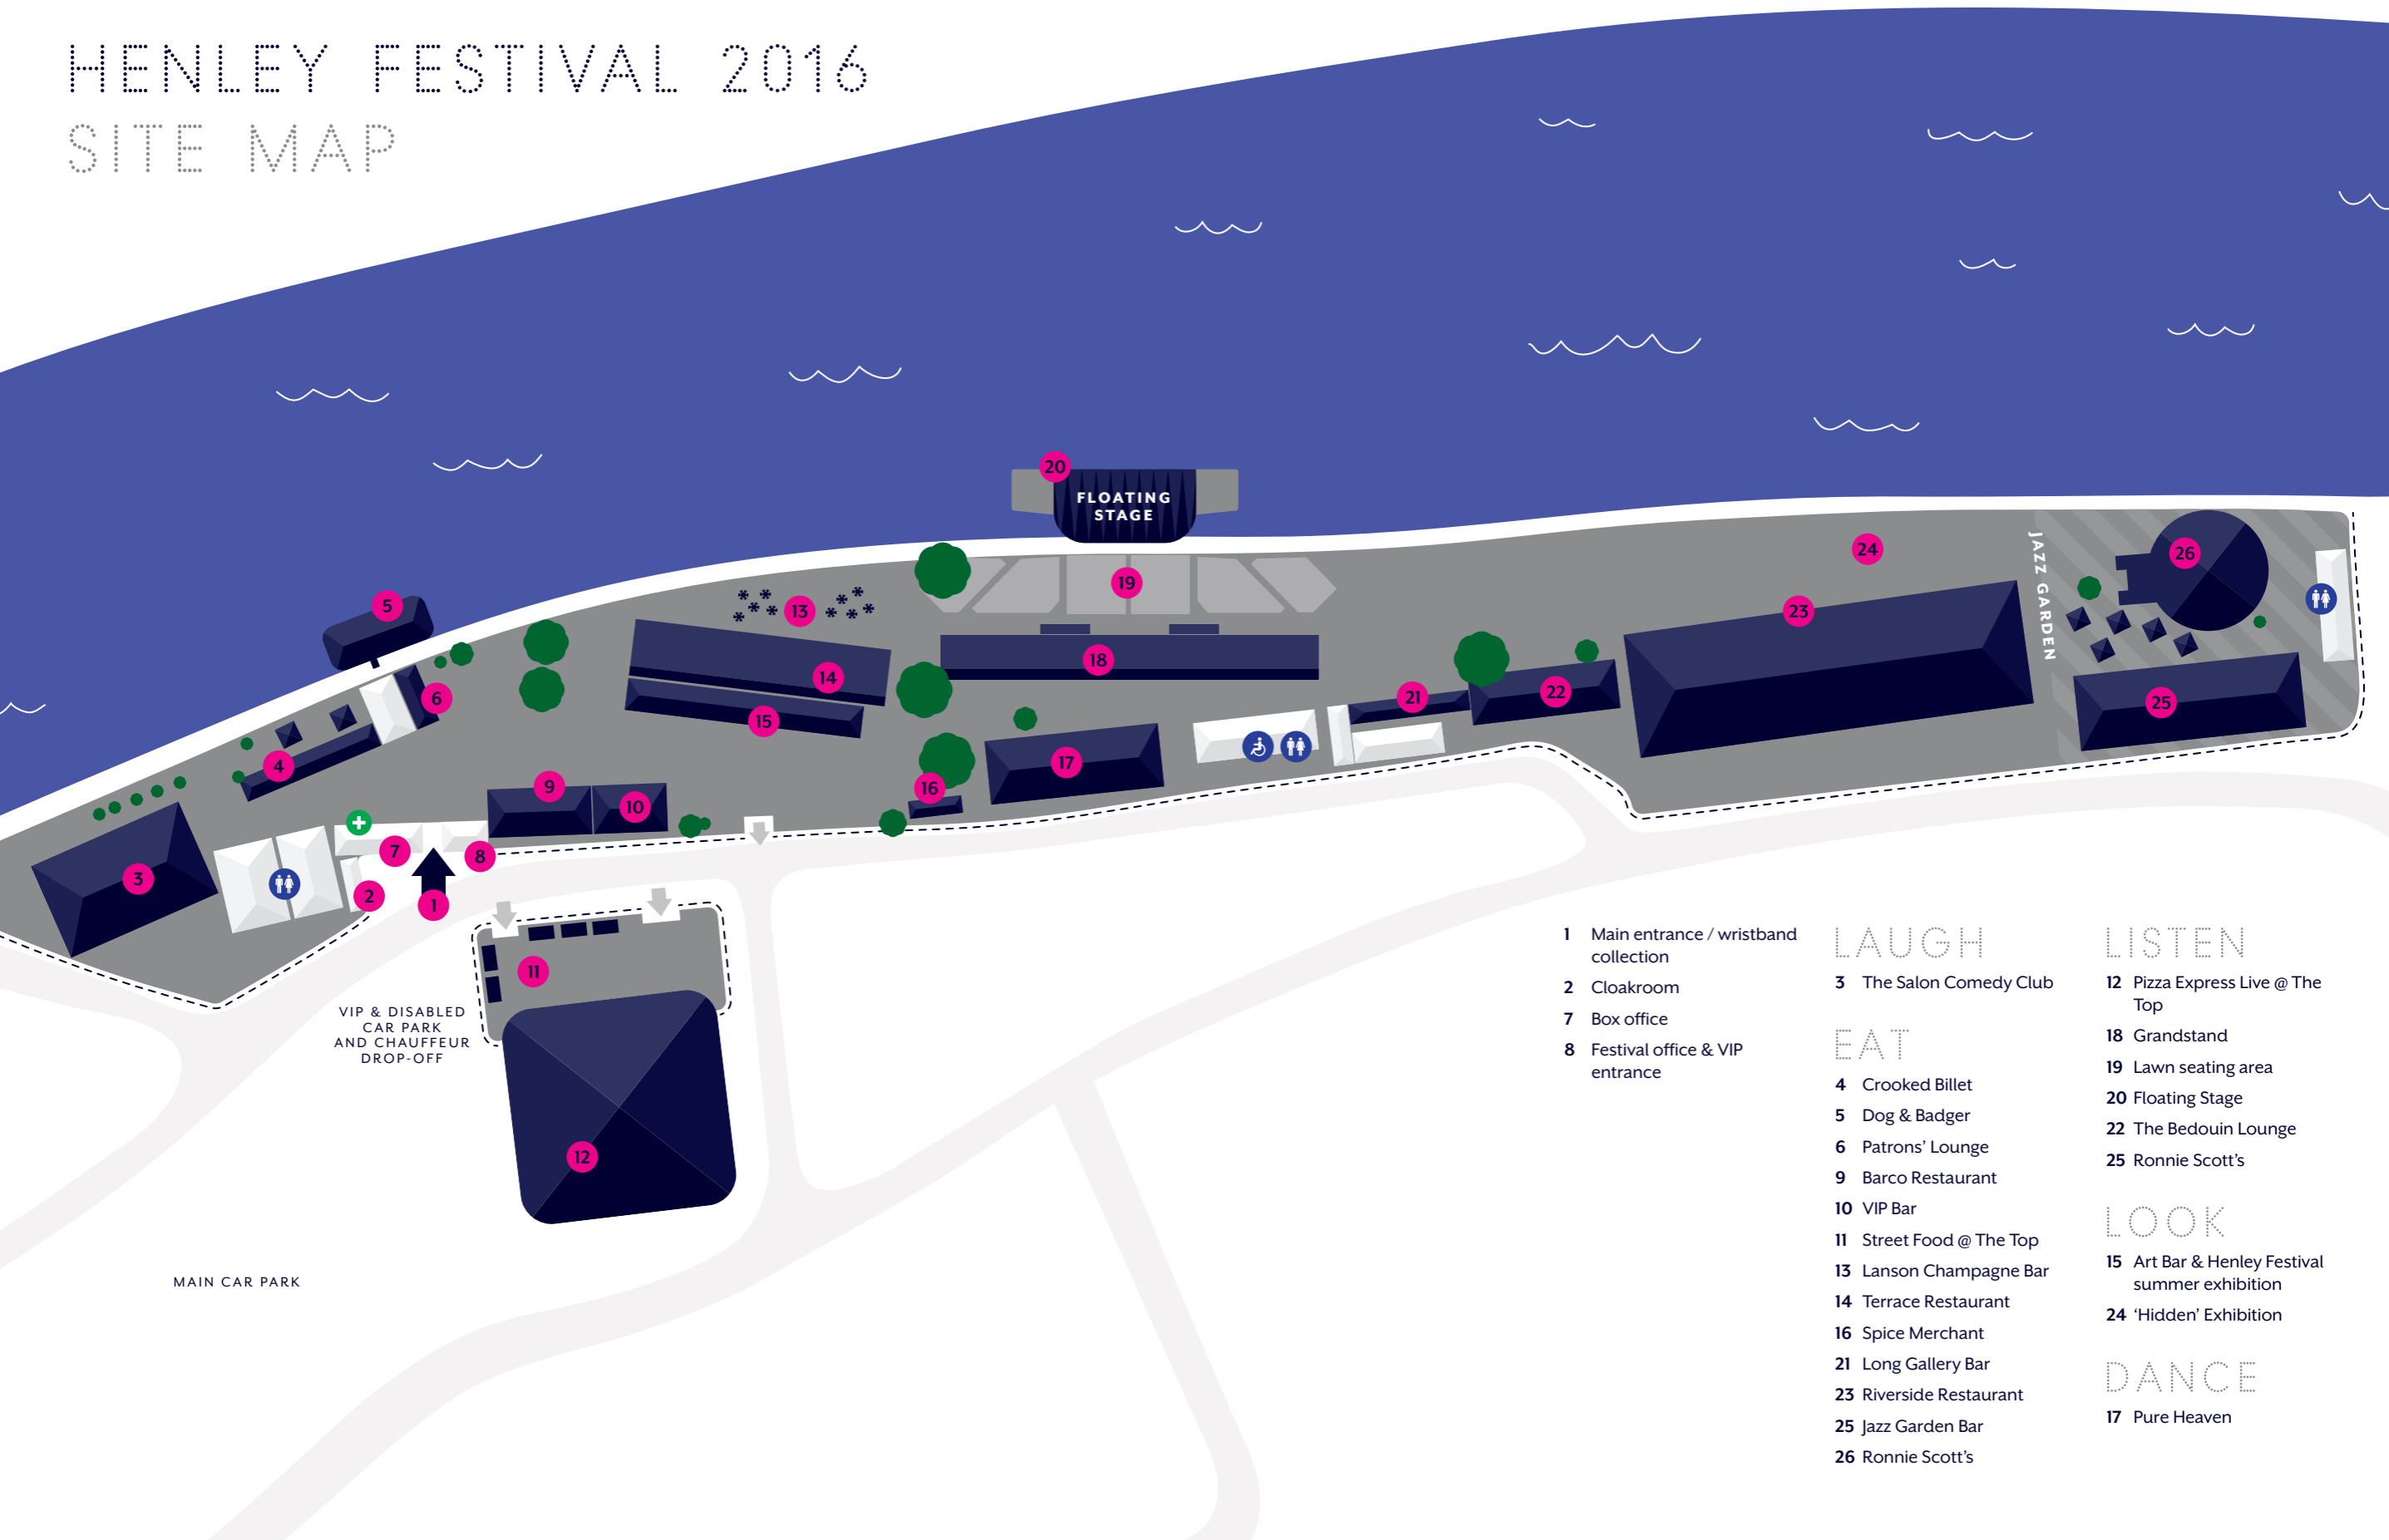 HENLEY FESTIVAL 2016
SITE MAP
20
FLOATING
STAGE
24
JAZZ GARDEN
26
19
5
13
23
18
14
6
22
21
25
15
4
17
9
16
10
7
8
3
2
1
11
VIP & DISABLED
CAR PARK
AND CHAUFFEUR
DROP-OFF
12
MAIN CAR PARK
1 Main entrance / wristband
collection
2 Cloakroom
7 Box office
8 Festival office & VIP
entrance
LAUGH
3 The Salon Comedy Club
EAT
4 Crooked Billet
5 Dog & Badger
6 Patrons’ Lounge
9 Barco Restaurant
10 VIP Bar
11 Street Food @ The Top
13 Lanson Champagne Bar
14 Terrace Restaurant
16 Spice Merchant
21 Long Gallery Bar
23 Riverside Restaurant
25 Jazz Garden Bar
26 Ronnie Scott’s
LISTEN
12 Pizza Express Live @ The
Top
18 Grandstand
19 Lawn seating area
20 Floating Stage
22 The Bedouin Lounge
25 Ronnie Scott’s
LOOK
15 Art Bar & Henley Festival
summer exhibition
24 ‘Hidden’ Exhibition
DANCE
17 Pure Heaven